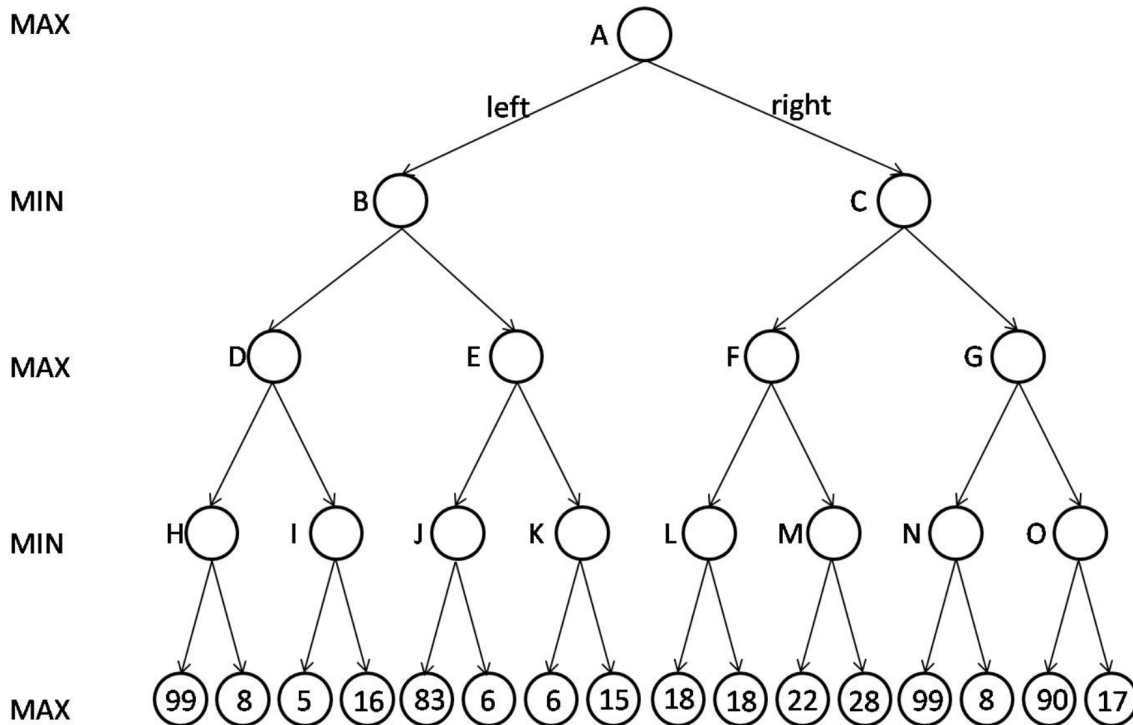 MAX A
left right
MIN B C
MAX D E F G
MIN H I J K L M N O
MAX 99 8 5 16 83 6 6 15 18 18 22 28 99 8 90 17